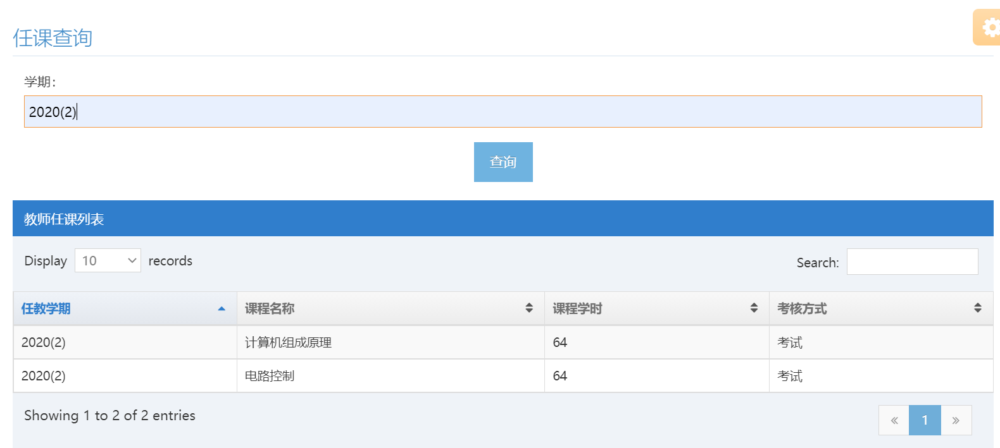 任课查询
学期:
2020(2)
查询
教师任课列表
Display 10 records Search:
任教学期 课程名称 课程学时 考核方式
2020(2) 计算机组成原理 64 考试
2020(2) 电路控制 64 考试
Showing 1 to 2 of 2 entries
« 1 »